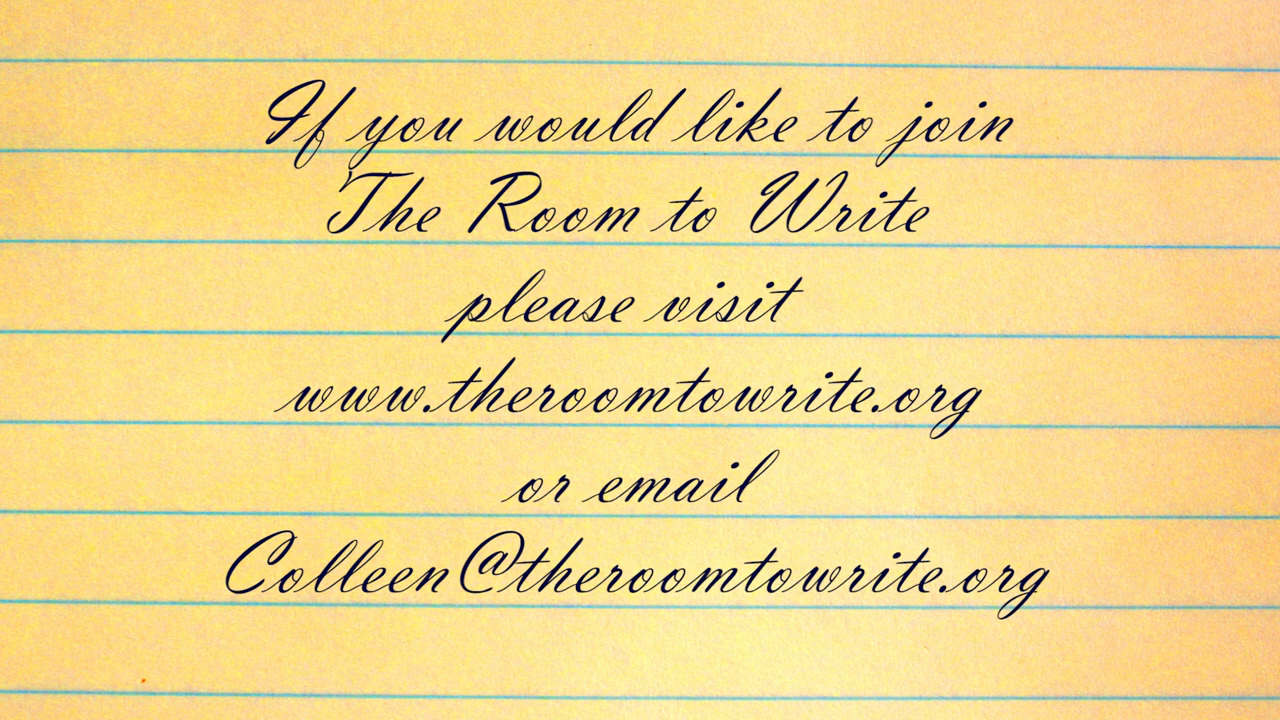 If you would like to join
The Room to Write
please visit
www.theroomtowrite.org
or email
Colleen@theroomtowrite.org